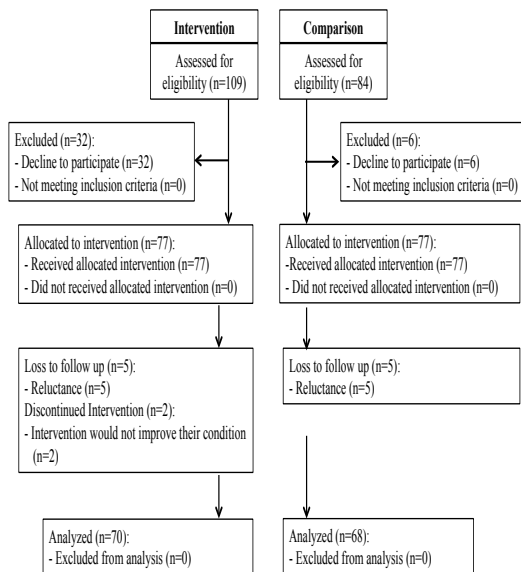 Intervention
Assessed for
eligibility (n=109)
Comparison
Assessed for
eligibility (n=84)
Excluded (n=32):
- Decline to participate (n=32)
- Not meeting inclusion criteria (n=0)
Excluded (n=6):
- Decline to participate (n=6)
- Not meeting inclusion criteria (n=0)
Allocated to intervention (n=77):
- Received allocated intervention (n=77)
- Did not received allocated intervention (n=0)
Allocated to intervention (n=77):
-Received allocated intervention (n=77)
- Did not received allocated intervention (n=0)
Loss to follow up (n=5):
- Reluctance (n=5)
Discontinued Intervention (n=2):
- Intervention would not improve their condition
(n=2)
Loss to follow up (n=5):
- Reluctance (n=5)
Analyzed (n=70):
- Excluded from analysis (n=0)
Analyzed (n=68):
- Excluded from analysis (n=0)